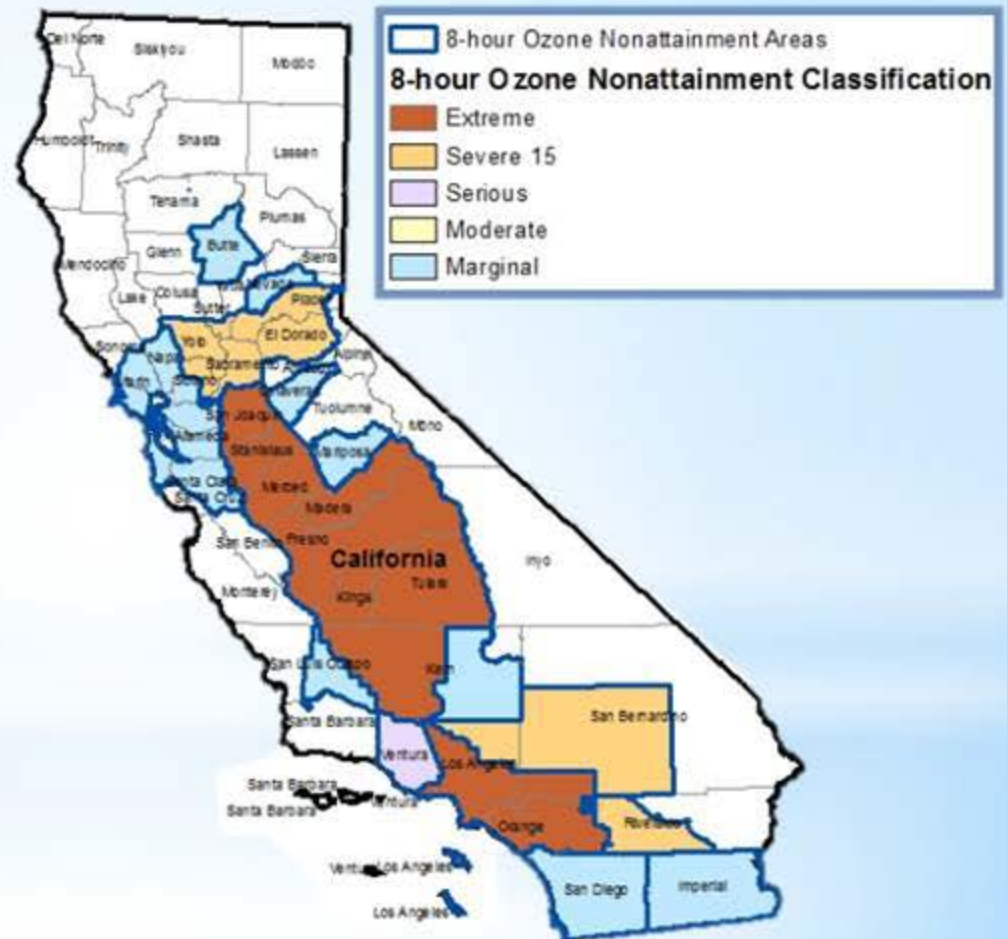 8-hour Ozone Nonattainment Areas
8-hour Ozone Nonattainment Classification
Extreme
Severe 15
Serious
Moderate
Marginal
Del Norte
Siskyou
Modoc
Humboldt
Trinity
Shasta
Lassen
Tehama
Plumas
Mendocino
Glenn
Butte
Sierra
Lake
Colusa
Sutter
Nevada
Placer
Sonoma
Napa
Yolo
El Dorado
Sacramento
Alpine
Marin
Solano
Calaveras
San Joaquin
Tuolumne
Mono
Alameda
Stanislaus
Mariposa
Santa Clara
Santa Cruz
Merced
Madera
San Benito
Fresno
California
Inyo
Monterey
Kings
Tulare
San Luis Obispo
Kern
Santa Barbara
San Bernardino
Ventura
Los Angeles
Santa Barbara
Santa Barbara
Ventura
Orange
Riverside
Ventura
Los Angeles
Los Angeles
San Diego
Imperial